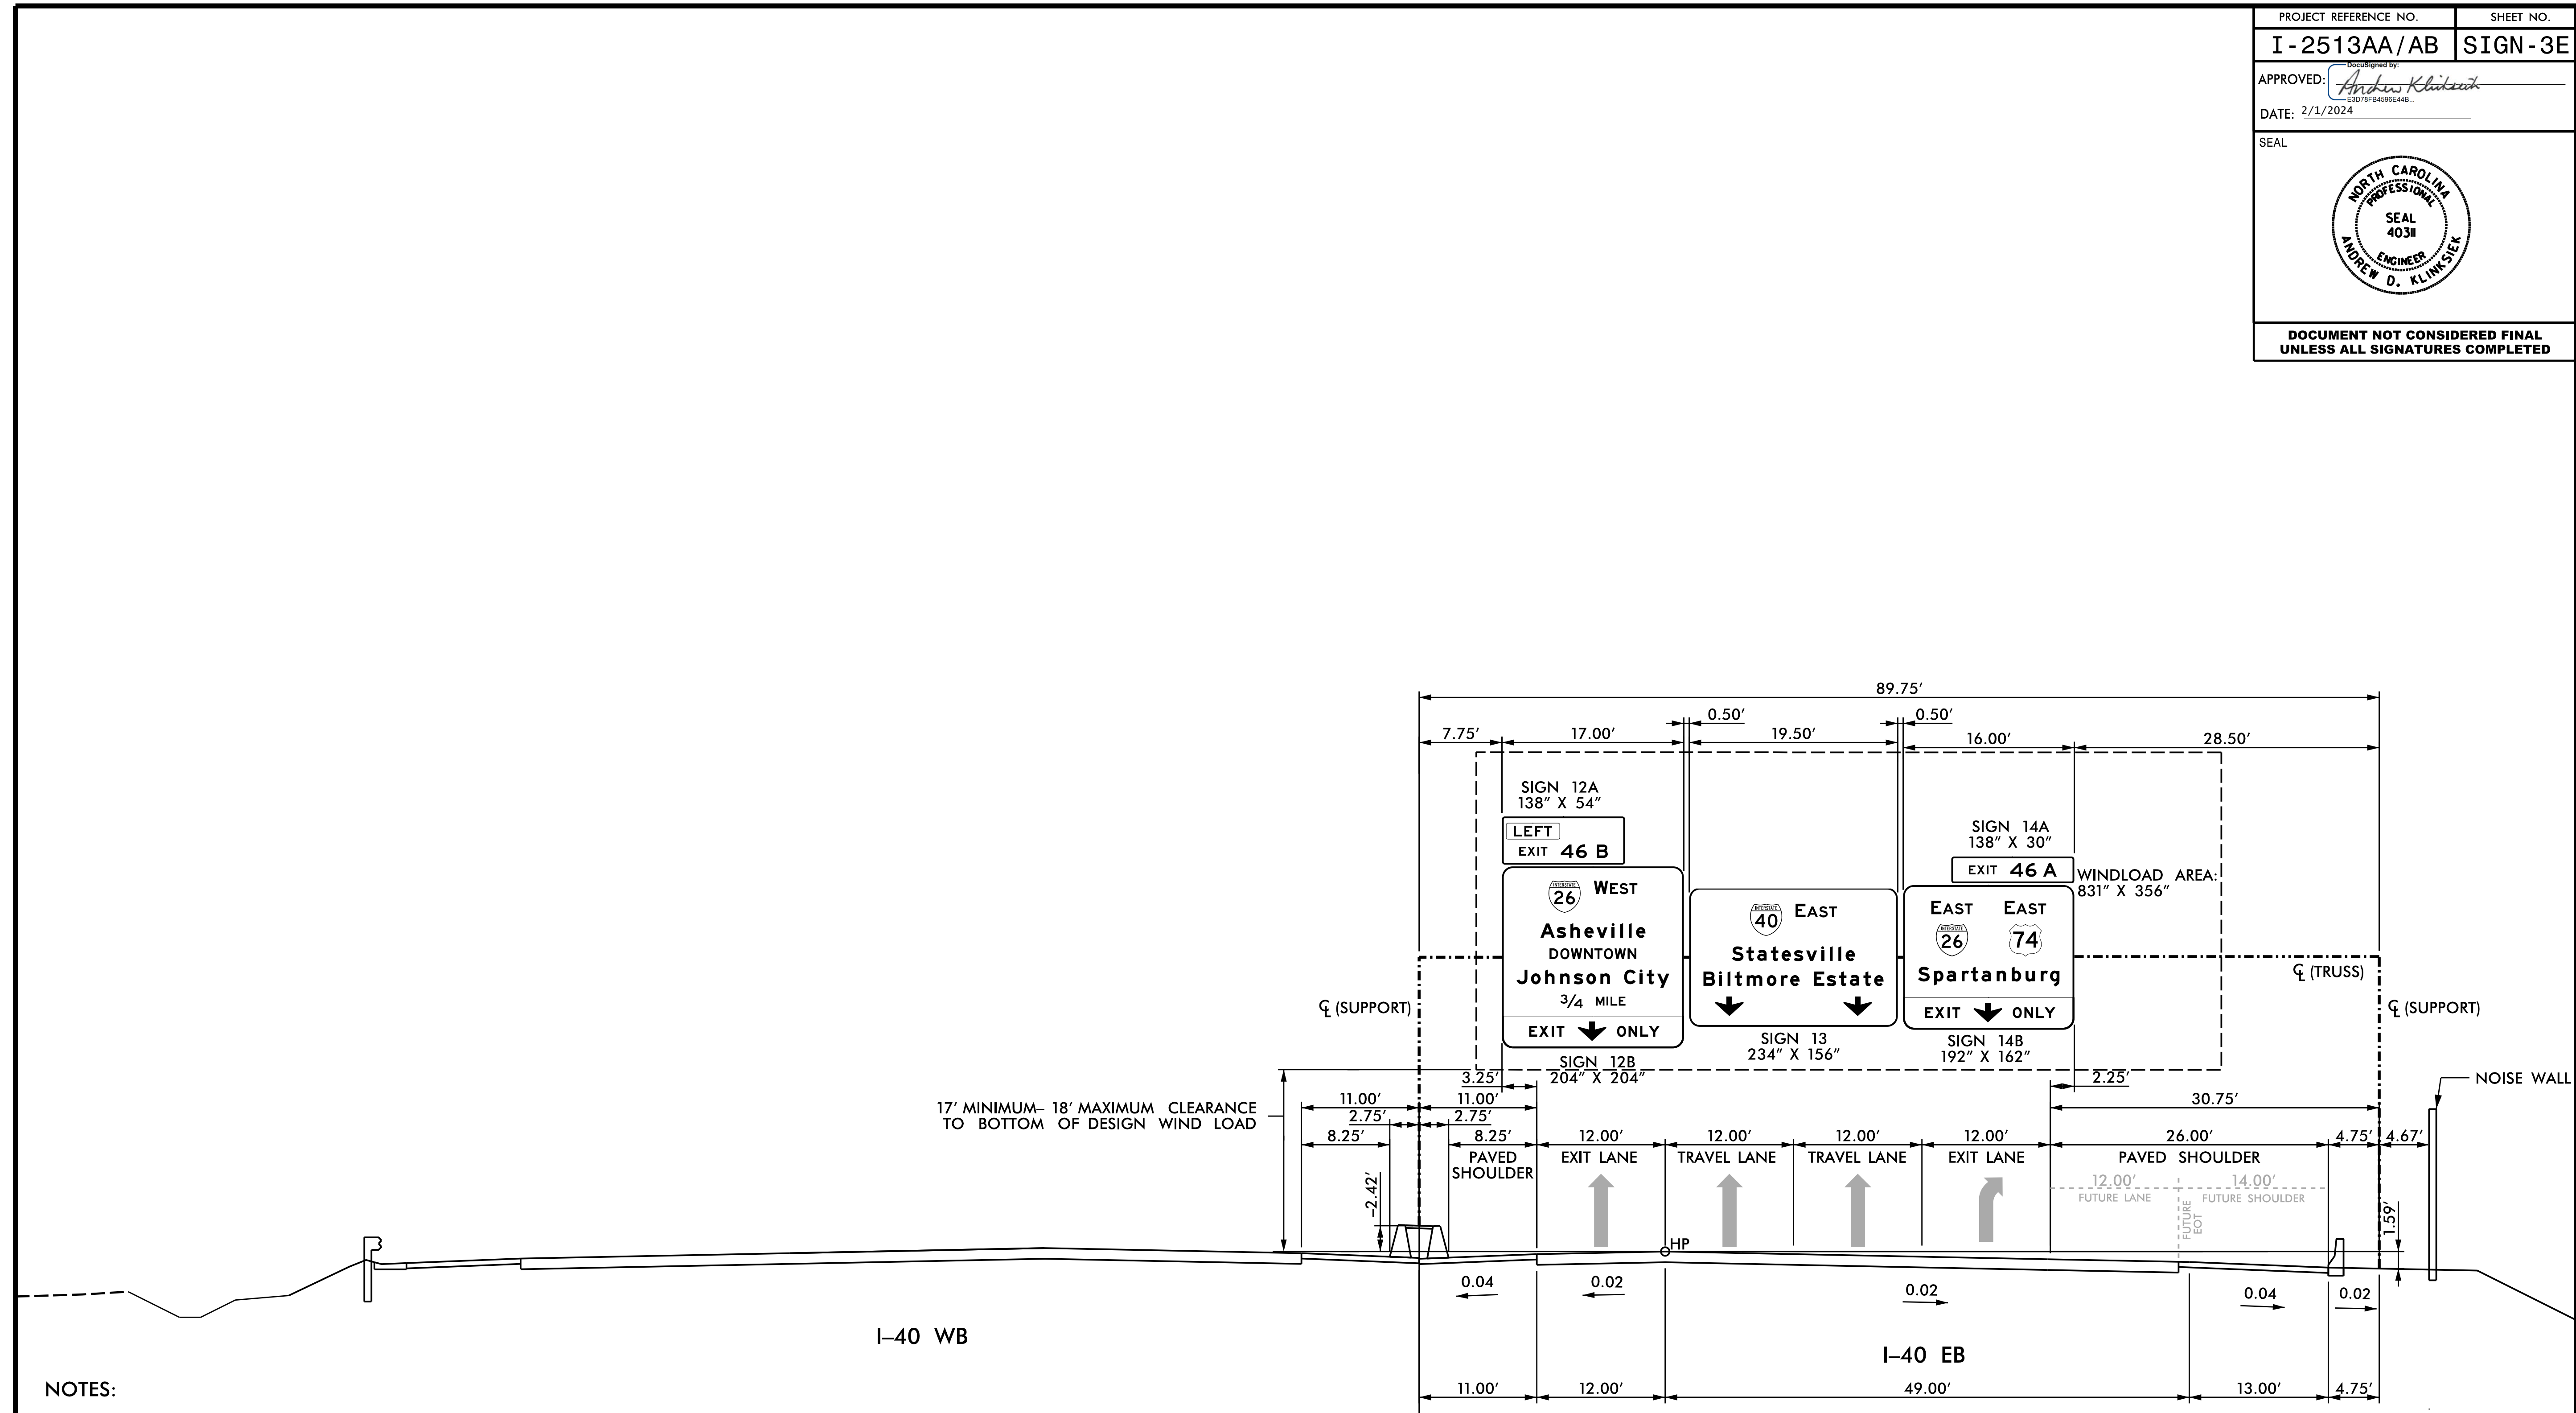 PROJECT REFERENCE NO. SHEET NO.
I-2513AA/AB SIGN-3E
DocuSigned by:
APPROVED:
E3D78FB4596E44B...
DATE: 2/1/2024
SEAL
NORTH CAROLINA
PROFESSIONAL
SEAL
40311
ENGINEER
ANDREW D. KLINKSIEK
DOCUMENT NOT CONSIDERED FINAL
UNLESS ALL SIGNATURES COMPLETED
89.75'
0.50' 0.50'
7.75' 17.00' 19.50' 16.00' 28.50'
SIGN 12A
138" X 54"
LEFT
EXIT 46 B
SIGN 14A
138" X 30"
EXIT 46 A
WINDLOAD AREA:
831" X 356"
INTERSTATE
26 WEST
Asheville
DOWNTOWN
Johnson City
3/4 MILE
EXIT ONLY
INTERSTATE
40 EAST
Statesville
Biltmore Estate
EAST EAST
INTERSTATE
26 74
Spartanburg
EXIT ONLY
℄ (SUPPORT)
℄ (TRUSS)
℄ (SUPPORT)
SIGN 12B
204" X 204"
SIGN 13
234" X 156"
SIGN 14B
192" X 162"
NOISE WALL
17' MINIMUM– 18' MAXIMUM CLEARANCE
TO BOTTOM OF DESIGN WIND LOAD
3.25' 2.25'
11.00' 11.00' 30.75'
2.75' 2.75'
8.25' 8.25' 12.00' 12.00' 12.00' 12.00' 26.00' 4.75' 4.67'
PAVED
SHOULDER
EXIT LANE TRAVEL LANE TRAVEL LANE EXIT LANE PAVED SHOULDER
12.00' 14.00'
FUTURE LANE FUTURE SHOULDER
FUTURE
EOT
–2.42'
1.59'
HP
0.04 0.02 0.02 0.04 0.02
I–40 WB
I–40 EB
NOTES:
11.00' 12.00' 49.00' 13.00' 4.75'